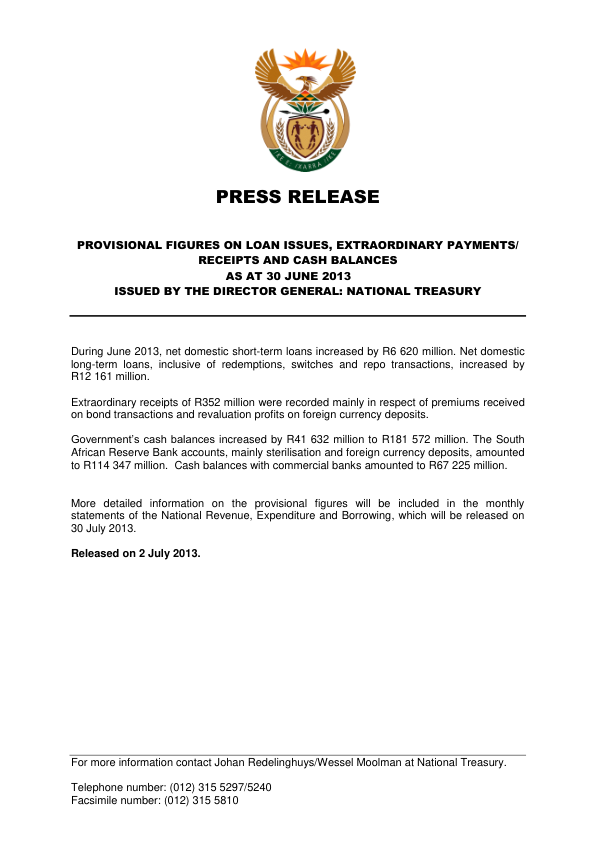 !KE E: /XARRA //KE
PRESS RELEASE
PROVISIONAL FIGURES ON LOAN ISSUES, EXTRAORDINARY PAYMENTS/
RECEIPTS AND CASH BALANCES
AS AT 30 JUNE 2013
ISSUED BY THE DIRECTOR GENERAL: NATIONAL TREASURY
During June 2013, net domestic short-term loans increased by R6 620 million. Net domestic
long-term loans, inclusive of redemptions, switches and repo transactions, increased by
R12 161 million.
Extraordinary receipts of R352 million were recorded mainly in respect of premiums received
on bond transactions and revaluation profits on foreign currency deposits.
Government's cash balances increased by R41 632 million to R181 572 million. The South
African Reserve Bank accounts, mainly sterilisation and foreign currency deposits, amounted
to R114 347 million. Cash balances with commercial banks amounted to R67 225 million.
More detailed information on the provisional figures will be included in the monthly
statements of the National Revenue, Expenditure and Borrowing, which will be released on
30 July 2013.
Released on 2 July 2013.
For more information contact Johan Redelinghuys/Wessel Moolman at National Treasury.
Telephone number: (012) 315 5297/5240
Facsimile number: (012) 315 5810